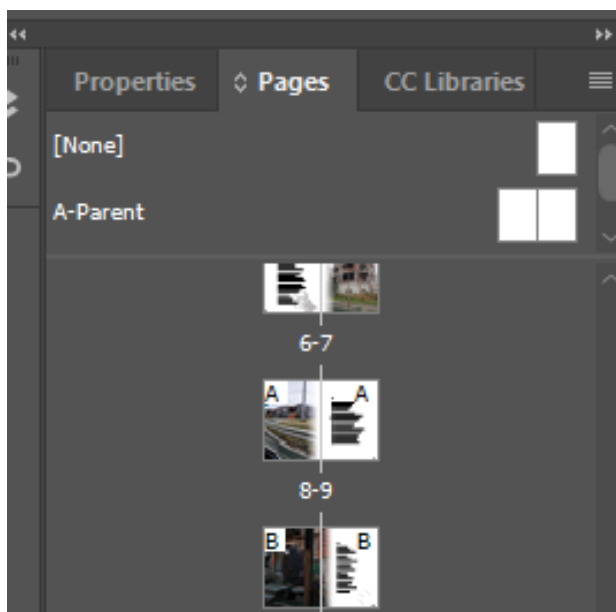 Properties Pages CC Libraries
[None]
A-Parent
6-7
A A
8-9
B B